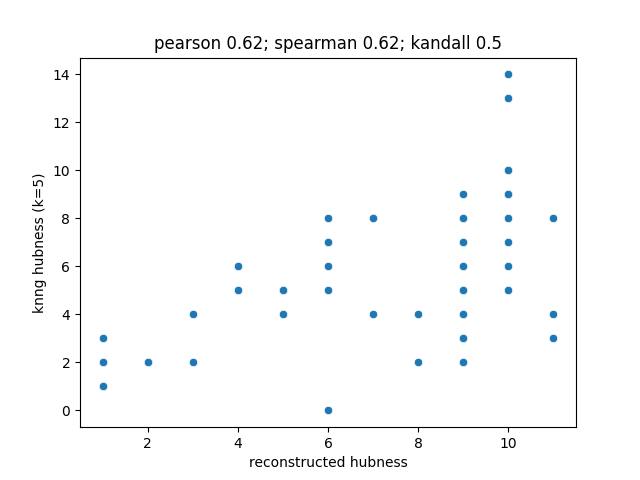 pearson 0.62; spearman 0.62; kandall 0.5
14
12
10
8
6
4
2
0
knng hubness (k=5)
2 4 6 8 10
reconstructed hubness